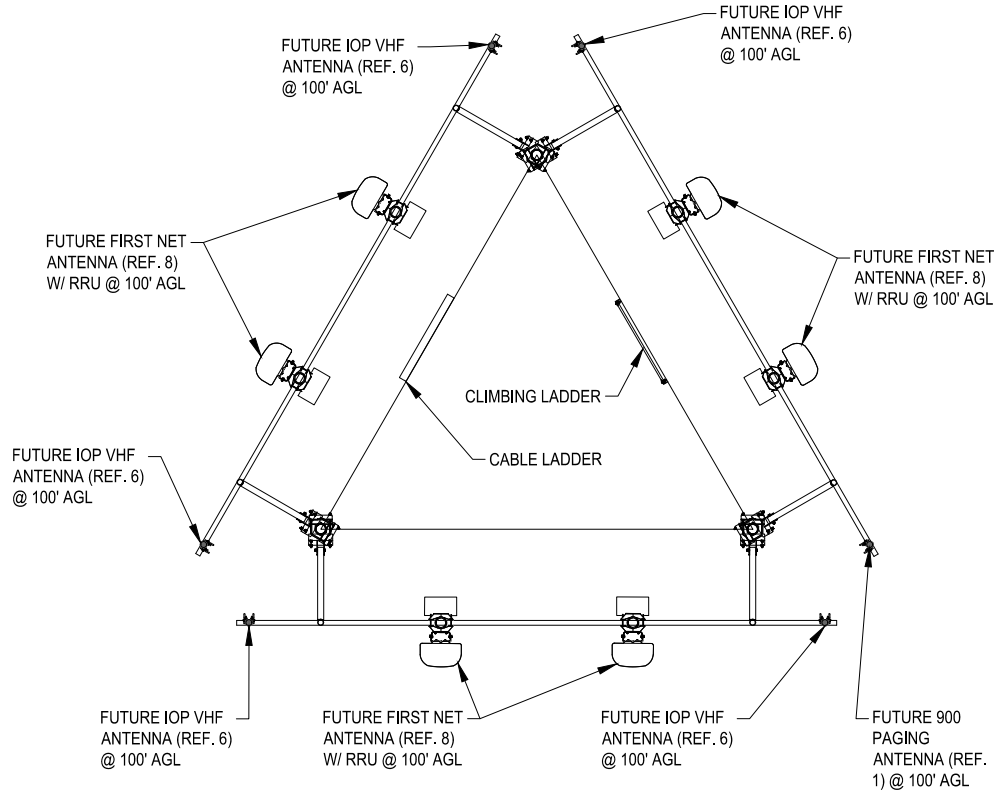 FUTURE IOP VHF
ANTENNA (REF. 6)
@ 100' AGL
FUTURE IOP VHF
ANTENNA (REF. 6)
@ 100' AGL
FUTURE FIRST NET
ANTENNA (REF. 8)
W/ RRU @ 100' AGL
FUTURE FIRST NET
ANTENNA (REF. 8)
W/ RRU @ 100' AGL
CLIMBING LADDER
CABLE LADDER
FUTURE IOP VHF
ANTENNA (REF. 6)
@ 100' AGL
FUTURE IOP VHF
ANTENNA (REF. 6)
@ 100' AGL
FUTURE FIRST NET
ANTENNA (REF. 8)
W/ RRU @ 100' AGL
FUTURE IOP VHF
ANTENNA (REF. 6)
@ 100' AGL
FUTURE 900
PAGING
ANTENNA (REF.
1) @ 100' AGL